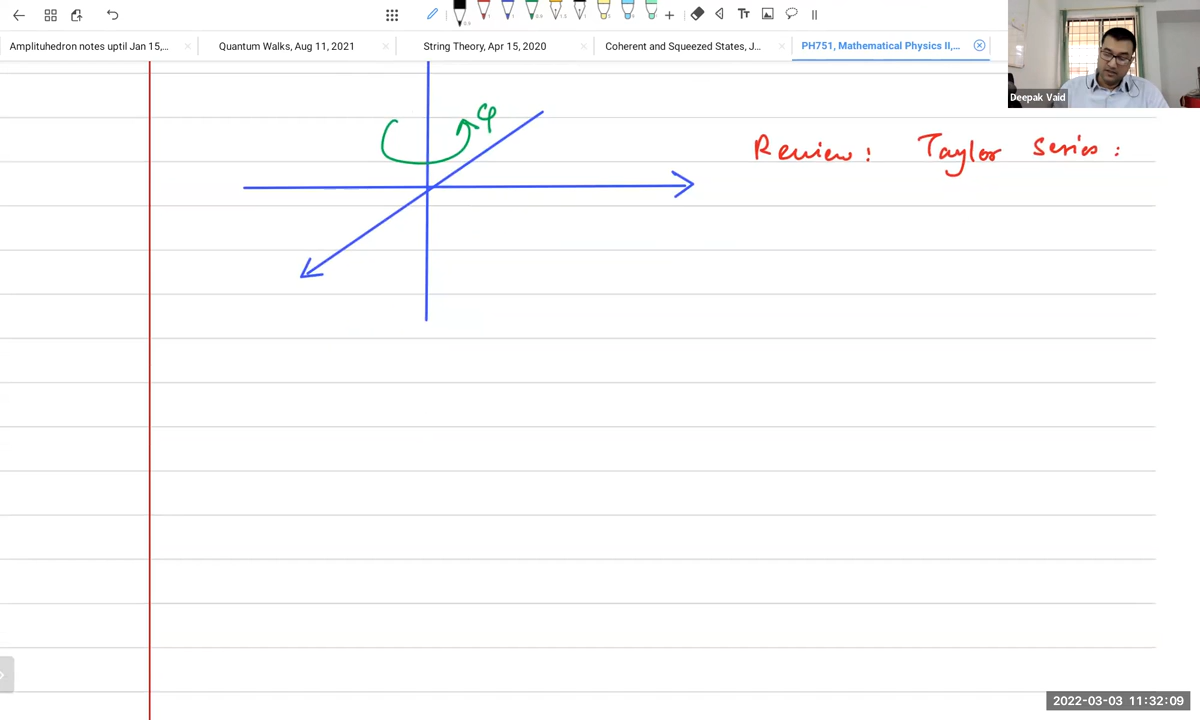 Amplituhedron notes uptil Jan 15,...
Quantum Walks, Aug 11, 2021
String Theory, Apr 15, 2020
Coherent and Squeezed States, J...
PH751, Mathematical Physics II,...
Deepak Vaid
φ
Review: Taylor Series:
2022-03-03 11:32:09